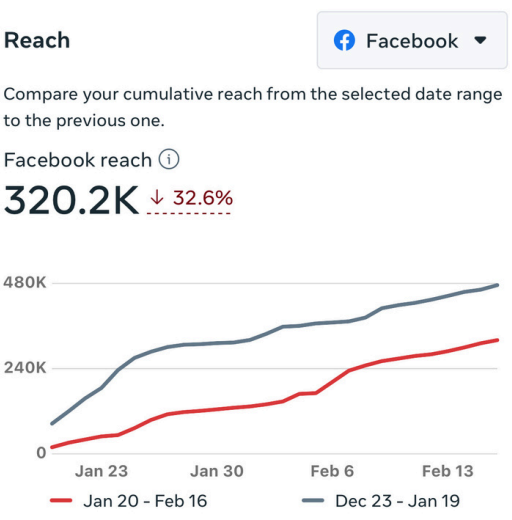 Reach
Facebook
Compare your cumulative reach from the selected date range
to the previous one.
Facebook reach
320.2K ↓ 32.6%
480K
240K
0
Jan 23 Jan 30 Feb 6 Feb 13
Jan 20 - Feb 16 Dec 23 - Jan 19